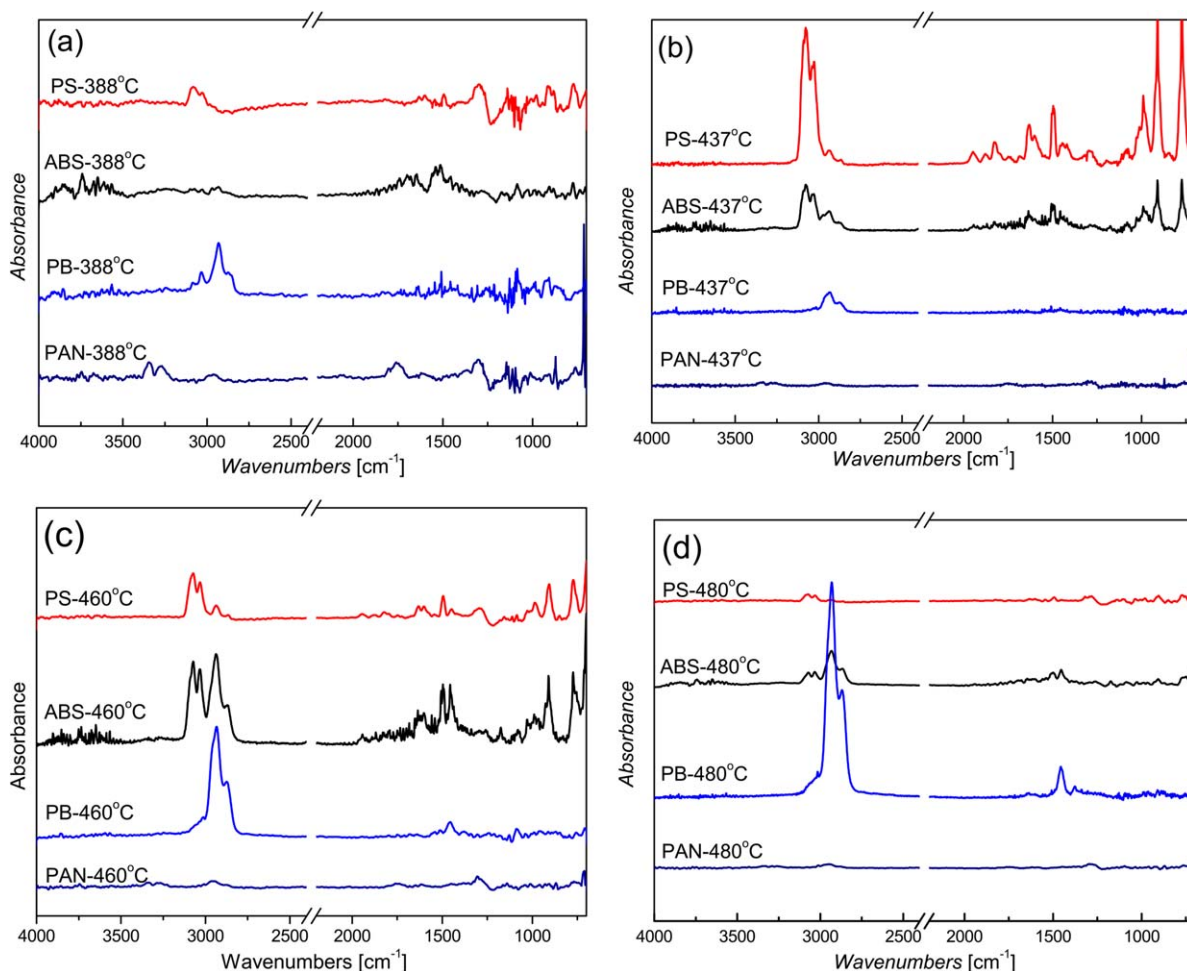 (a)
PS-388°C
ABS-388°C
PB-388°C
PAN-388°C
Absorbance
4000 3500 3000 2500 2000 1500 1000
Wavenumbers [cm⁻¹]
(b)
PS-437°C
ABS-437°C
PB-437°C
PAN-437°C
Absorbance
4000 3500 3000 2500 2000 1500 1000
Wavenumbers [cm⁻¹]
(c)
PS-460°C
ABS-460°C
PB-460°C
PAN-460°C
Absorbance
4000 3500 3000 2500 2000 1500 1000
Wavenumbers [cm⁻¹]
(d)
PS-480°C
ABS-480°C
PB-480°C
PAN-480°C
Absorbance
4000 3500 3000 2500 2000 1500 1000
Wavenumbers [cm⁻¹]